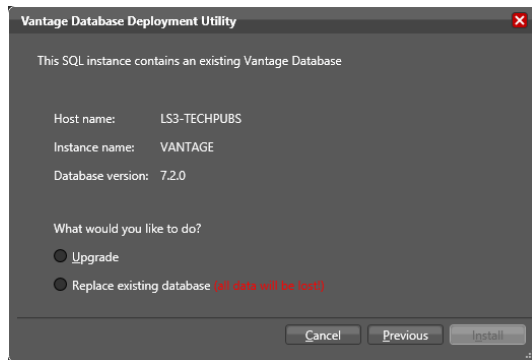 Vantage Database Deployment Utility
This SQL instance contains an existing Vantage Database
Host name: LS3-TECHPUBS
Instance name: VANTAGE
Database version: 7.2.0
What would you like to do?
Upgrade
Replace existing database (all data will be lost!)
Cancel Previous Install